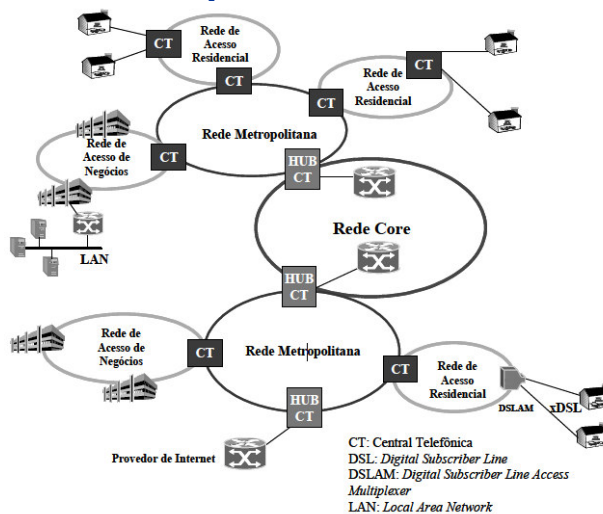 CT
Rede de
Acesso
Residencial
CT
CT
Rede de
Acesso
Residencial
CT
Rede Metropolitana
Rede de
Acesso de
Negócios
CT
HUB
CT
LAN
Rede Core
HUB
CT
Rede de
Acesso
de Negócios
CT
Rede Metropolitana
CT
Rede de
Acesso
Residencial
DSLAM
xDSL
HUB
CT
Provedor de Internet
CT: Central Telefônica
DSL: Digital Subscriber Line
DSLAM: Digital Subscriber Line Access
Multiplexer
LAN: Local Area Network